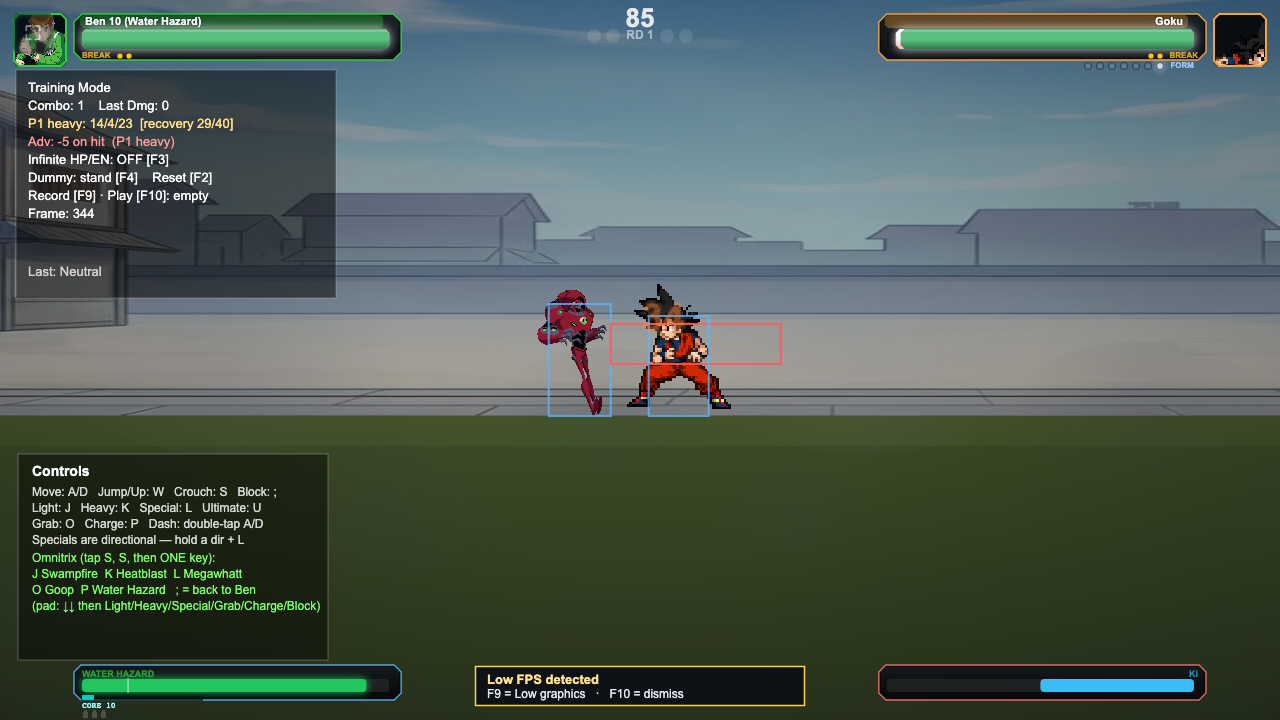 Ben 10 (Water Hazard)
BREAK
85
RD 1
Goku
BREAK
FORM
Training Mode
Combo: 1    Last Dmg: 0
P1 heavy: 14/4/23  [recovery 29/40]
Adv: -5 on hit  (P1 heavy)
Infinite HP/EN: OFF [F3]
Dummy: stand [F4]    Reset [F2]
Record [F9] · Play [F10]: empty
Frame: 344
Last: Neutral
Controls
Move: A/D   Jump/Up: W   Crouch: S   Block: ;
Light: J   Heavy: K   Special: L   Ultimate: U
Grab: O   Charge: P   Dash: double-tap A/D
Specials are directional — hold a dir + L
Omnitrix (tap S, S, then ONE key):
J Swampfire  K Heatblast  L Megawhatt
O Goop  P Water Hazard   ; = back to Ben
(pad: ↓↓ then Light/Heavy/Special/Grab/Charge/Block)
WATER HAZARD
CORE 10
Low FPS detected
F9 = Low graphics   ·   F10 = dismiss
Ki